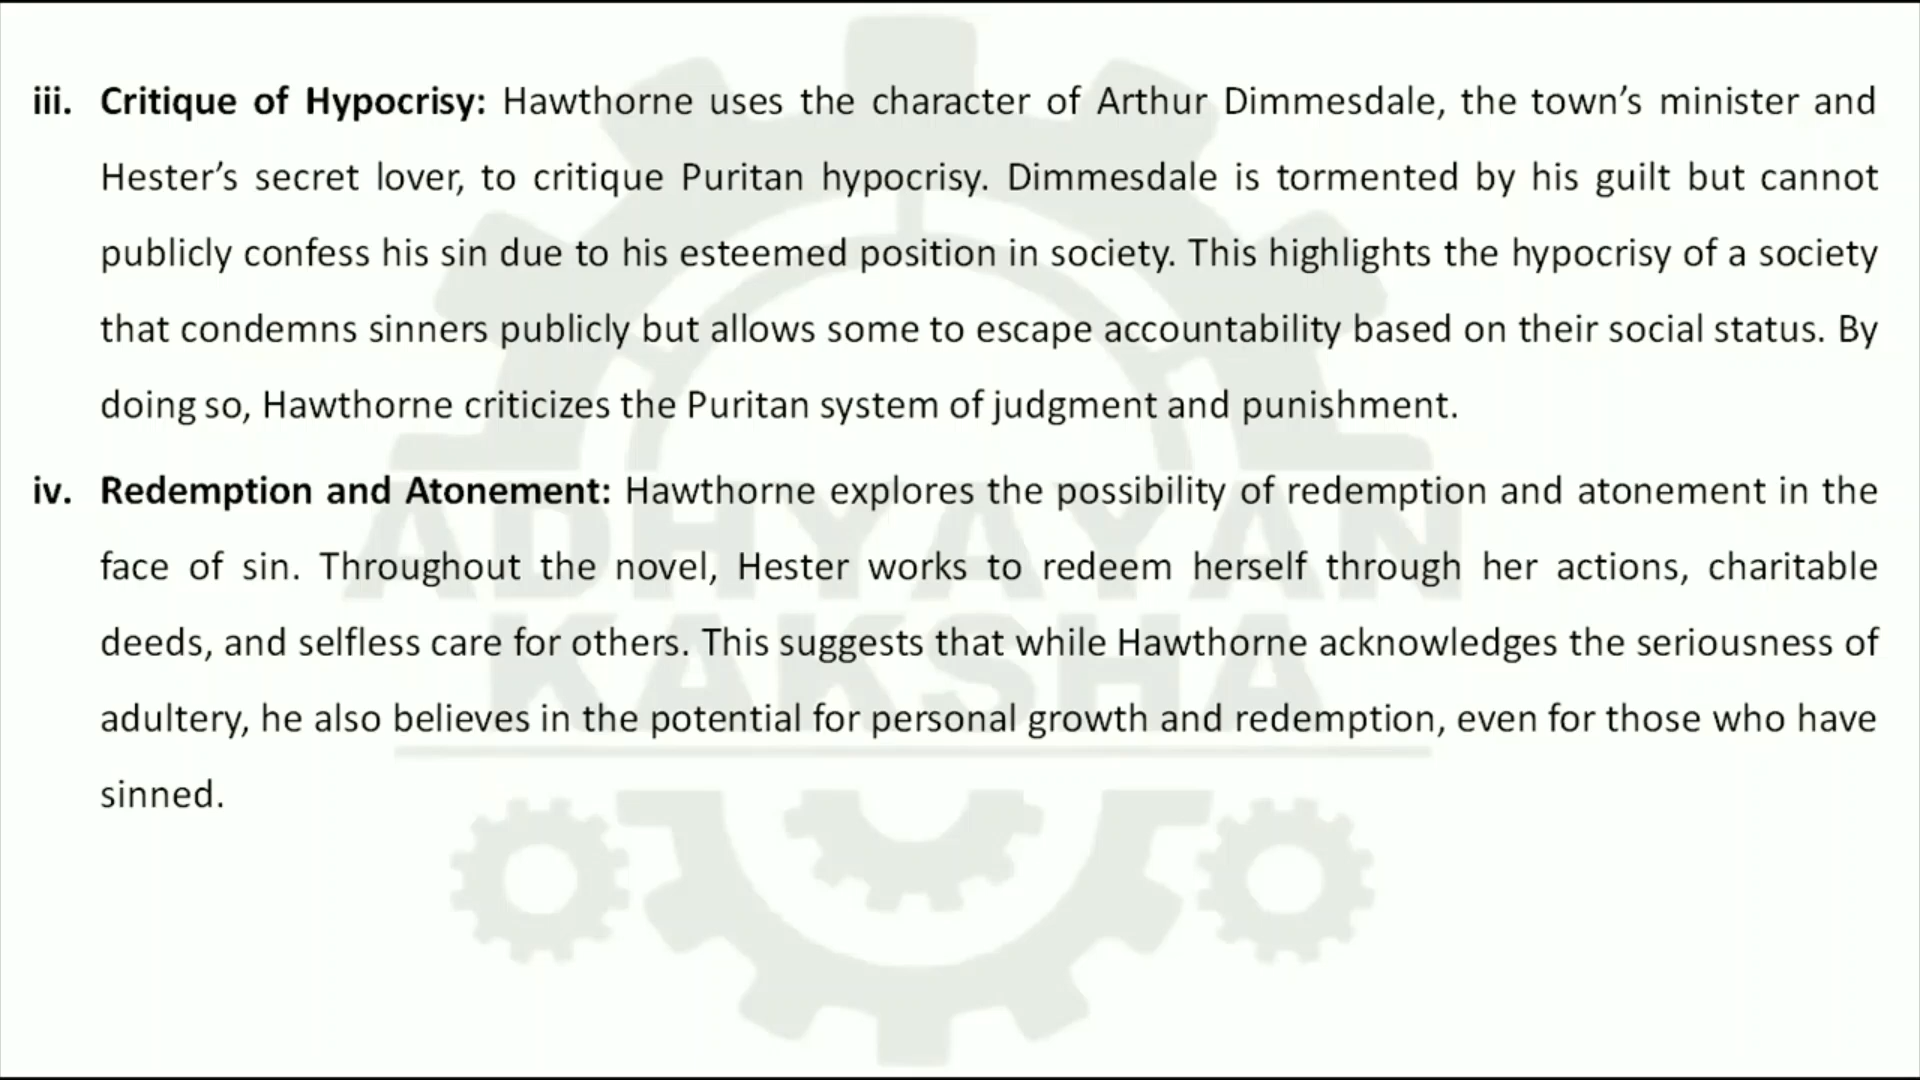 iii. Critique of Hypocrisy: Hawthorne uses the character of Arthur Dimmesdale, the town’s minister and
Hester’s secret lover, to critique Puritan hypocrisy. Dimmesdale is tormented by his guilt but cannot
publicly confess his sin due to his esteemed position in society. This highlights the hypocrisy of a society
that condemns sinners publicly but allows some to escape accountability based on their social status. By
doing so, Hawthorne criticizes the Puritan system of judgment and punishment.
iv. Redemption and Atonement: Hawthorne explores the possibility of redemption and atonement in the
face of sin. Throughout the novel, Hester works to redeem herself through her actions, charitable
deeds, and selfless care for others. This suggests that while Hawthorne acknowledges the seriousness of
adultery, he also believes in the potential for personal growth and redemption, even for those who have
sinned.
ADHYAYAN
KAKSHA